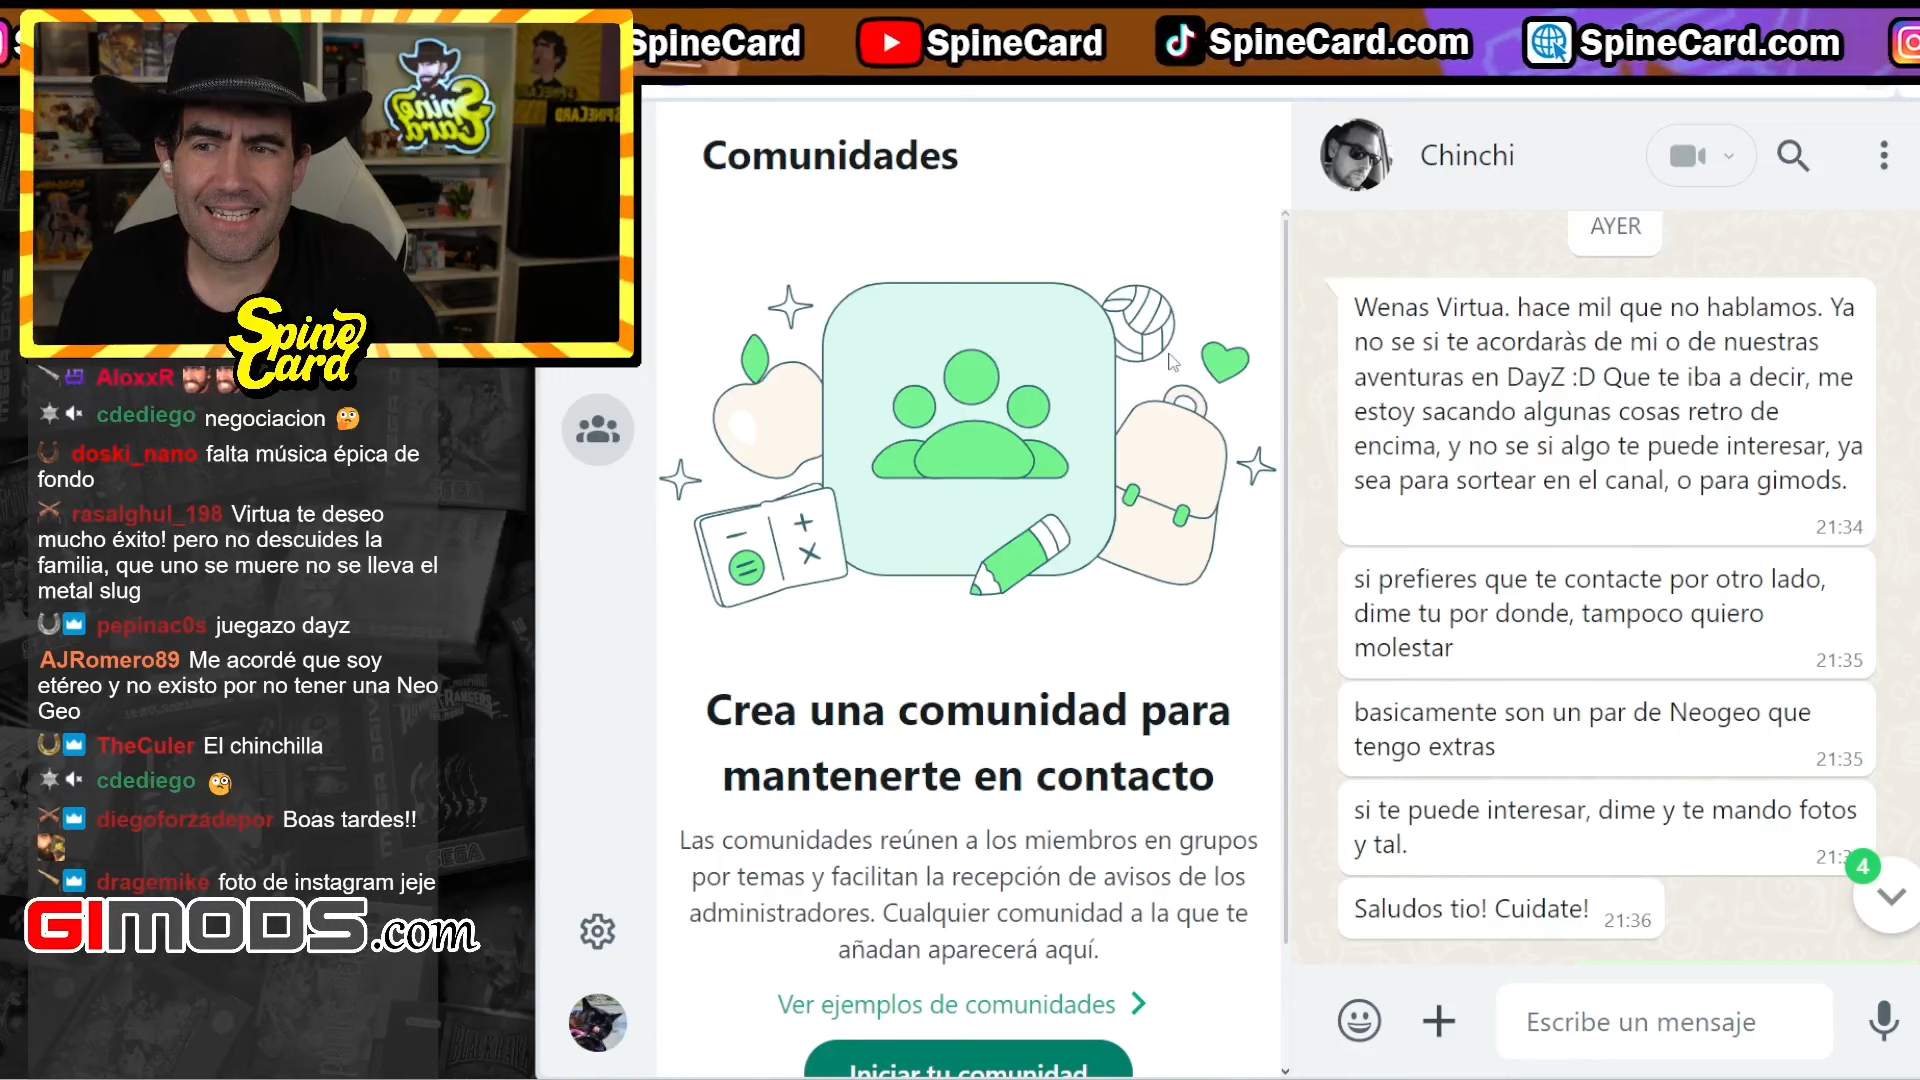 SpineCard
SpineCard
SpineCard.com
SpineCard.com
Spine
Card
Spine
Card
AloxxR
cdediego negociacion
doski_nano falta música épica de
fondo
rasalghul_198 Virtua te deseo
mucho éxito! pero no descuides la
familia, que uno se muere no se lleva el
metal slug
pepinac0s juegazo dayz
AJRomero89 Me acordé que soy
etéreo y no existo por no tener una Neo
Geo
TheCuler El chinchilla
cdediego
diegoforzadepor Boas tardes!!
dragemike foto de instagram jeje
GIMODS.com
Comunidades
Crea una comunidad para
mantenerte en contacto
Las comunidades reúnen a los miembros en grupos
por temas y facilitan la recepción de avisos de los
administradores. Cualquier comunidad a la que te
añadan aparecerá aquí.
Ver ejemplos de comunidades
Iniciar tu comunidad
Chinchi
AYER
Wenas Virtua. hace mil que no hablamos. Ya
no se si te acordaràs de mi o de nuestras
aventuras en DayZ :D Que te iba a decir, me
estoy sacando algunas cosas retro de
encima, y no se si algo te puede interesar, ya
sea para sortear en el canal, o para gimods.
21:34
si prefieres que te contacte por otro lado,
dime tu por donde, tampoco quiero
molestar
21:35
basicamente son un par de Neogeo que
tengo extras
21:35
si te puede interesar, dime y te mando fotos
y tal.
4
Saludos tio! Cuidate! 21:36
Escribe un mensaje